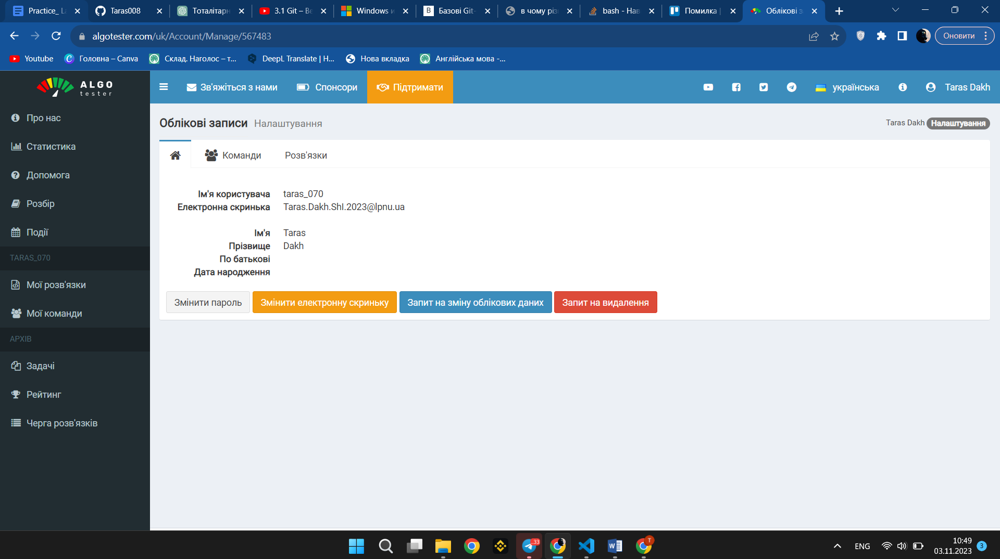 Practice_ La
Taras008
Тоталітарн
3.1 Git – Ве
Windows и
Базові Git-
в чому різ
bash - Нав
Помилка |
Облікові з
algotester.com/uk/Account/Manage/567483
Оновити
Youtube
Головна – Canva
Склад. Наголос – т...
DeepL Translate | Н...
Нова вкладка
Англійська мова -...
ALGO
tester
Зв'яжіться з нами
Спонсори
Підтримати
українська
Taras Dakh
Про нас
Статистика
Допомога
Розбір
Події
TARAS_070
Мої розв'язки
Мої команди
АРХІВ
Задачі
Рейтинг
Черга розв'язків
Облікові записи Налаштування
Taras Dakh Налаштування
Команди
Розв'язки
Ім'я користувача taras_070
Електронна скринька Taras.Dakh.ShI.2023@lpnu.ua
Ім'я Taras
Прізвище Dakh
По батькові
Дата народження
Змінити пароль
Змінити електронну скриньку
Запит на зміну облікових даних
Запит на видалення
ENG
10:49
03.11.2023
3